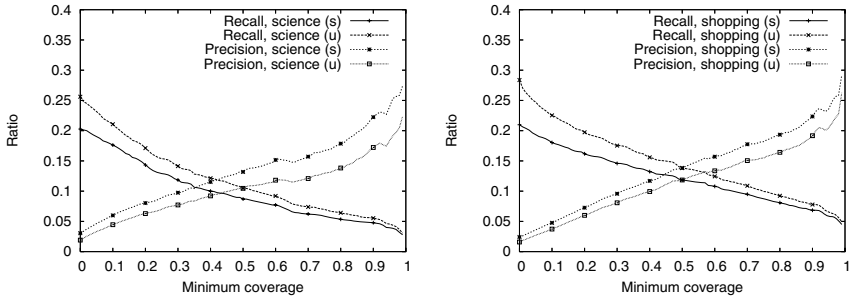 0.4
0.35
0.3
0.25
0.2
0.15
0.1
0.05
0
Ratio
Recall, science (s)
Recall, science (u)
Precision, science (s)
Precision, science (u)
0 0.1 0.2 0.3 0.4 0.5 0.6 0.7 0.8 0.9 1
Minimum coverage
0.4
0.35
0.3
0.25
0.2
0.15
0.1
0.05
0
Ratio
Recall, shopping (s)
Recall, shopping (u)
Precision, shopping (s)
Precision, shopping (u)
0 0.1 0.2 0.3 0.4 0.5 0.6 0.7 0.8 0.9 1
Minimum coverage